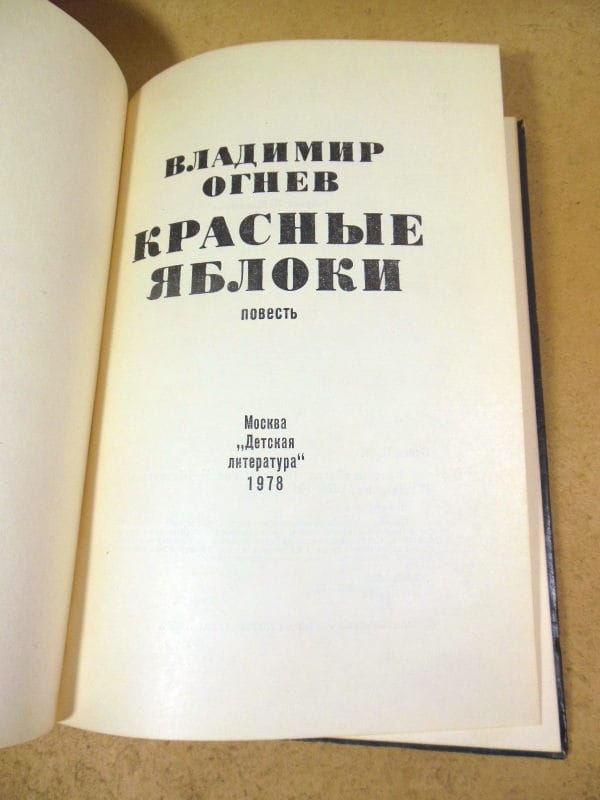 ВЛАДИМИР
ОГНЕВ
КРАСНЫЕ
ЯБЛОКИ
повесть
Москва
„Детская
литература“
1978